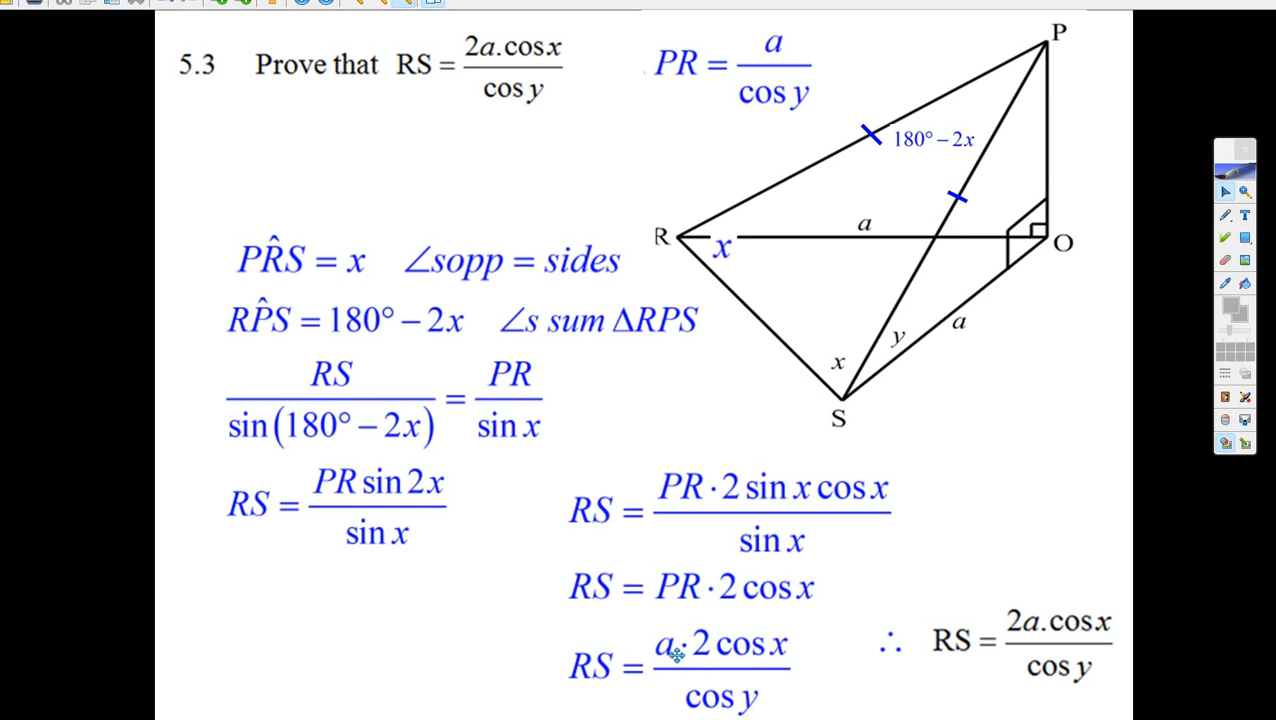 5.3 Prove that RS = 2a.cosx / cos y
PR = a / cos y
P
180° – 2x
R
x
a
O
a
y
x
S
PR̂S = x ∠sopp = sides
RP̂S = 180° – 2x ∠s sum ΔRPS
RS / sin(180° – 2x) = PR / sin x
RS = PR sin 2x / sin x
RS = PR · 2 sin x cos x / sin x
RS = PR · 2 cos x
RS = a · 2 cos x / cos y
∴ RS = 2a.cosx / cos y